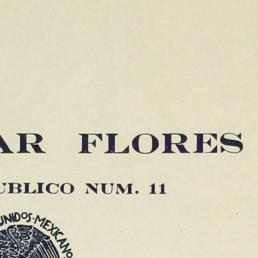 AR FLORES
UBLICO NUM. 11
UNIDOS MEXICANO